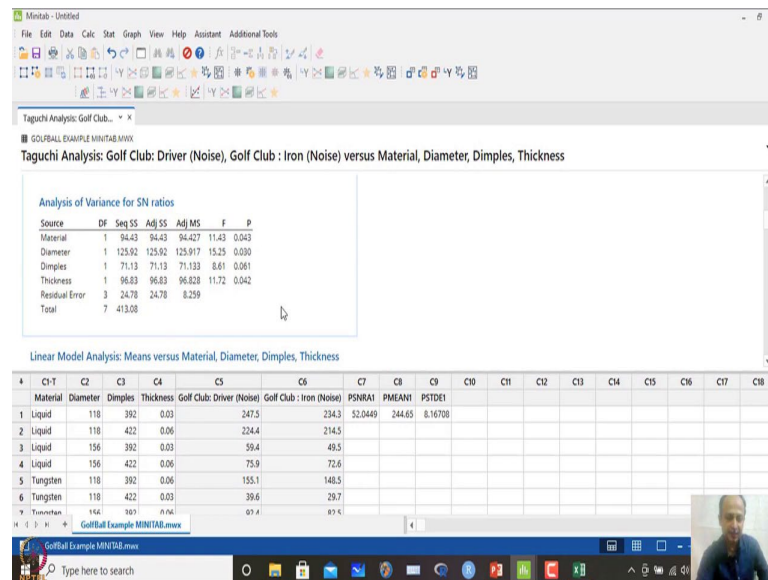 Minitab - Untitled
File Edit Data Calc Stat Graph View Help Assistant Additional Tools
Taguchi Analysis: Golf Club...
GOLFBALL EXAMPLE MINITAB.MWX
Taguchi Analysis: Golf Club: Driver (Noise), Golf Club : Iron (Noise) versus Material, Diameter, Dimples, Thickness
Analysis of Variance for SN ratios
Source DF Seq SS Adj SS Adj MS F P
Material 1 94.43 94.43 94.427 11.43 0.043
Diameter 1 125.92 125.92 125.917 15.25 0.030
Dimples 1 71.13 71.13 71.133 8.61 0.061
Thickness 1 96.83 96.83 96.828 11.72 0.042
Residual Error 3 24.78 24.78 8.259
Total 7 413.08
Linear Model Analysis: Means versus Material, Diameter, Dimples, Thickness
C1-T C2 C3 C4 C5 C6 C7 C8 C9 C10 C11 C12 C13 C14 C15 C16 C17 C18
Material Diameter Dimples Thickness Golf Club: Driver (Noise) Golf Club : Iron (Noise) PSNRA1 PMEAN1 PSTDE1
1 Liquid 118 392 0.03 247.5 234.3 52.0449 244.65 8.16708
2 Liquid 118 422 0.06 224.4 214.5
3 Liquid 156 392 0.03 59.4 49.5
4 Liquid 156 422 0.06 75.9 72.6
5 Tungsten 118 392 0.06 155.1 148.5
6 Tungsten 118 422 0.03 39.6 29.7
7 Tungsten 156 392 0.06 92.4 82.5
GolfBall Example MINITAB.mwx
GolfBall Example MINITAB.mwx
Type here to search
NPTEL